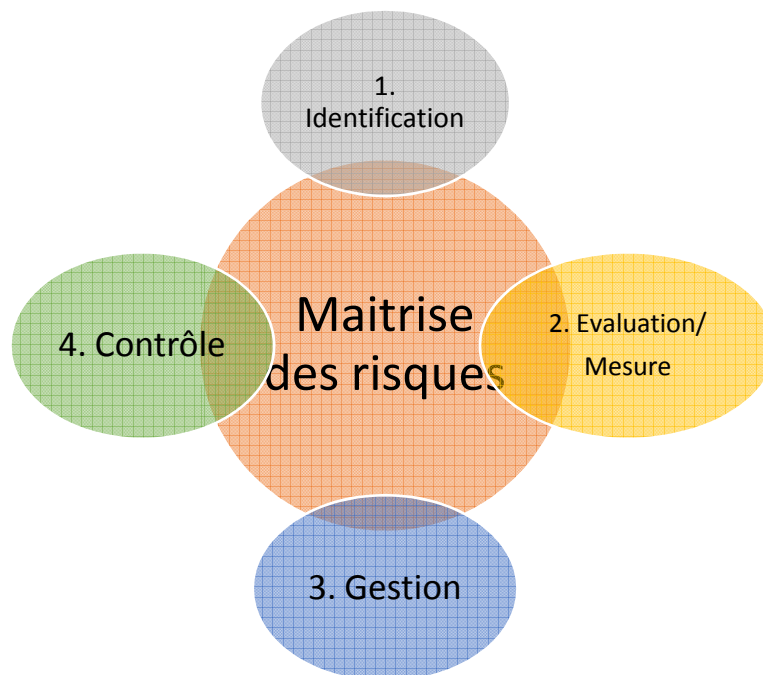 1.
Identification
Maitrise
des risques
2. Evaluation/
Mesure
3. Gestion
4. Contrôle